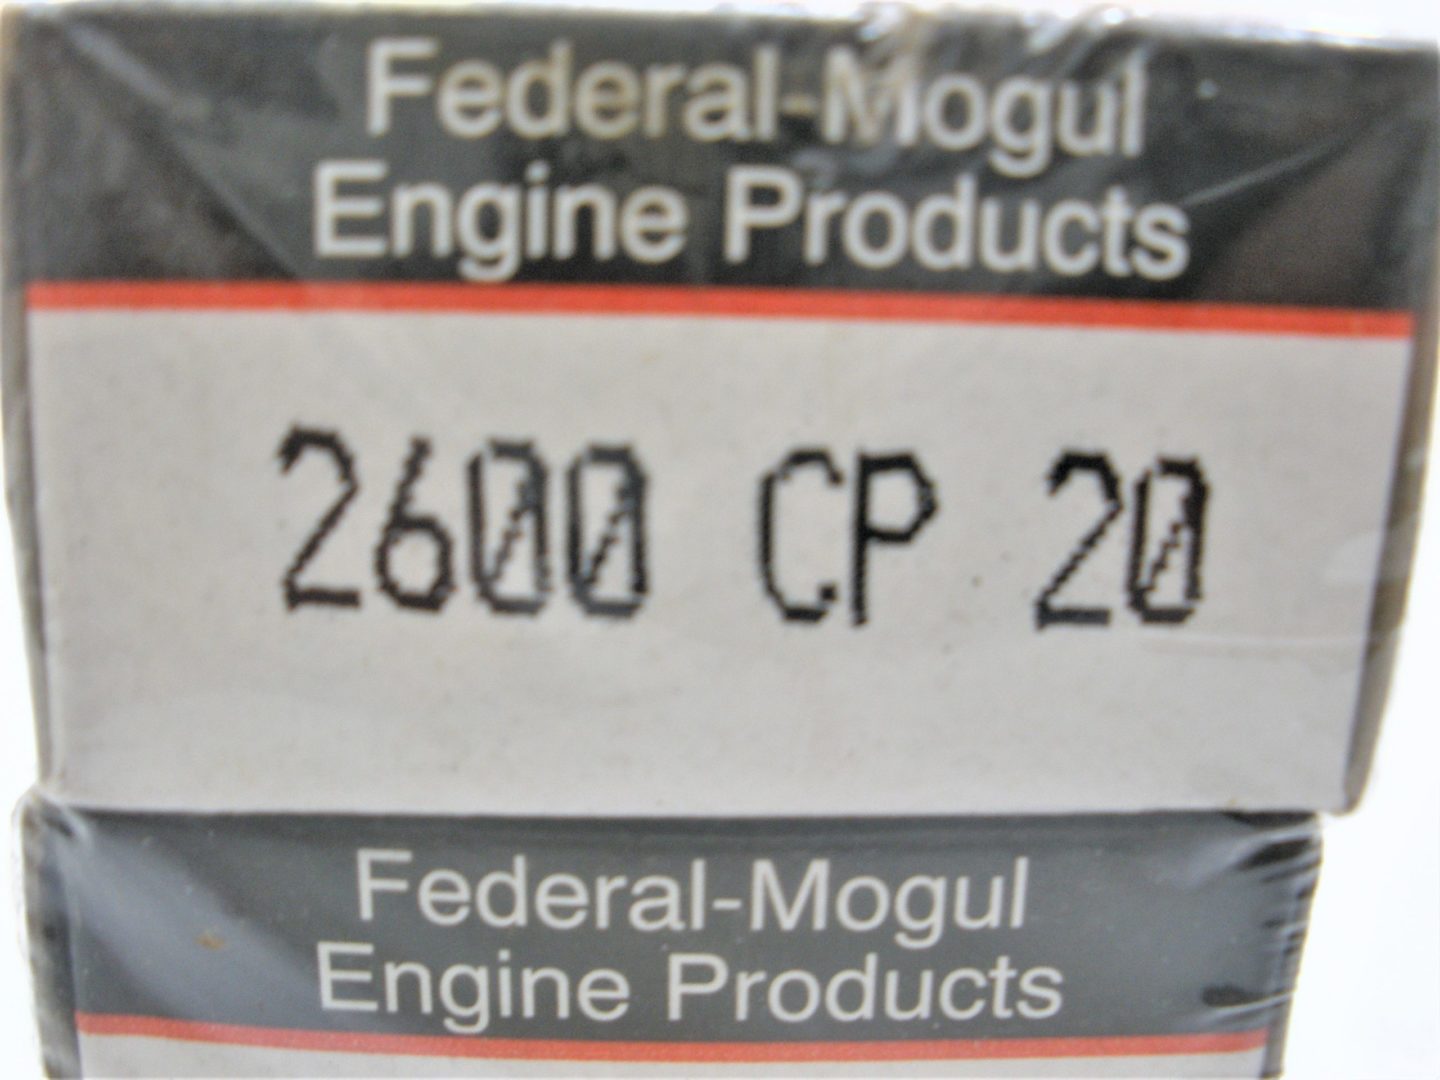 Federal-Mogul
Engine Products
2600 CP 20
Federal-Mogul
Engine Products